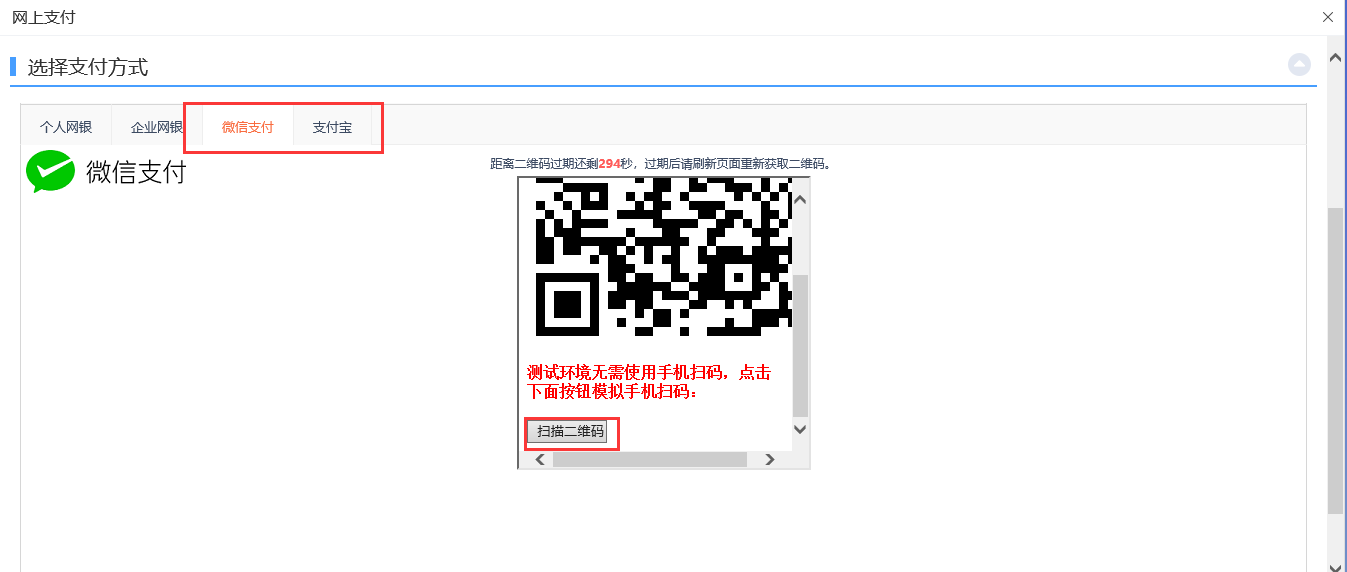 网上支付
选择支付方式
个人网银 企业网银 微信支付 支付宝
微信支付
距离二维码过期还剩294秒，过期后请刷新页面重新获取二维码。
测试环境无需使用手机扫码，点击
下面按钮模拟手机扫码：
扫描二维码